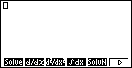 Solve d/dx d²/dx² ∫dx SolvN ▷